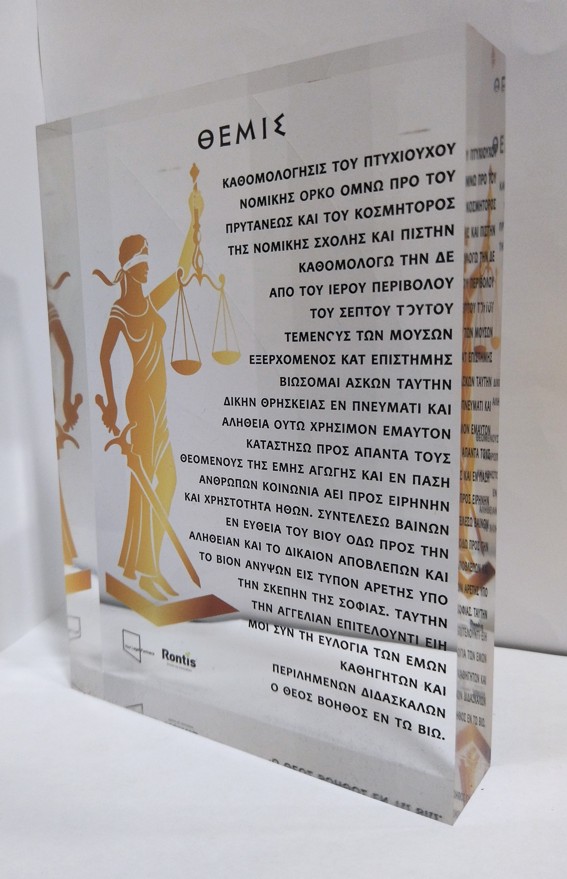 ΘΕΜΙΣ
ΚΑΘΟΜΟΛΟΓΗΣΙΣ ΤΟΥ ΠΤΥΧΙΟΥΧΟΥ
ΝΟΜΙΚΗΣ ΟΡΚΟ ΟΜΝΩ ΠΡΟ ΤΟΥ
ΠΡΥΤΑΝΕΩΣ ΚΑΙ ΤΟΥ ΚΟΣΜΗΤΟΡΟΣ
ΤΗΣ ΝΟΜΙΚΗΣ ΣΧΟΛΗΣ ΚΑΙ ΠΙΣΤΗΝ
ΚΑΘΟΜΟΛΟΓΩ ΤΗΝ ΔΕ
ΑΠΟ ΤΟΥ ΙΕΡΟΥ ΠΕΡΙΒΟΛΟΥ
ΤΟΥ ΣΕΠΤΟΥ ΤΟΥΤΟΥ
ΤΕΜΕΝΟΥΣ ΤΩΝ ΜΟΥΣΩΝ
ΕΞΕΡΧΟΜΕΝΟΣ ΚΑΤ ΕΠΙΣΤΗΜΗΣ
ΒΙΩΣΟΜΑΙ ΑΣΚΩΝ ΤΑΥΤΗΝ
ΔΙΚΗΝ ΘΡΗΣΚΕΙΑΣ ΕΝ ΠΝΕΥΜΑΤΙ ΚΑΙ
ΑΛΗΘΕΙΑ ΟΥΤΩ ΧΡΗΣΙΜΟΝ ΕΜΑΥΤΟΝ
ΚΑΤΑΣΤΗΣΩ ΠΡΟΣ ΑΠΑΝΤΑ ΤΟΥΣ
ΘΕΟΜΕΝΟΥΣ ΤΗΣ ΕΜΗΣ ΑΓΩΓΗΣ ΚΑΙ ΕΝ ΠΑΣΗ
ΑΝΘΡΩΠΩΝ ΚΟΙΝΩΝΙΑ ΑΕΙ ΠΡΟΣ ΕΙΡΗΝΗΝ
ΚΑΙ ΧΡΗΣΤΟΤΗΤΑ ΗΘΩΝ. ΣΥΝΤΕΛΕΣΩ ΒΑΙΝΩΝ
ΕΝ ΕΥΘΕΙΑ ΤΟΥ ΒΙΟΥ ΟΔΩ ΠΡΟΣ ΤΗΝ
ΑΛΗΘΕΙΑΝ ΚΑΙ ΤΟ ΔΙΚΑΙΟΝ ΑΠΟΒΛΕΠΩΝ ΚΑΙ
ΤΟ ΒΙΟΝ ΑΝΥΨΩΝ ΕΙΣ ΤΥΠΟΝ ΑΡΕΤΗΣ ΥΠΟ
ΤΗΝ ΣΚΕΠΗΝ ΤΗΣ ΣΟΦΙΑΣ. ΤΑΥΤΗΝ
ΤΗΝ ΑΓΓΕΛΙΑΝ ΕΠΙΤΕΛΟΥΝΤΙ ΕΙΗ
ΜΟΙ ΣΥΝ ΤΗ ΕΥΛΟΓΙΑ ΤΩΝ ΕΜΩΝ
ΚΑΘΗΓΗΤΩΝ ΚΑΙ
ΠΕΡΙΛΗΜΕΝΩΝ ΔΙΔΑΣΚΑΛΩΝ
Ο ΘΕΟΣ ΒΟΗΘΟΣ ΕΝ ΤΩ ΒΙΩ.
Rontis